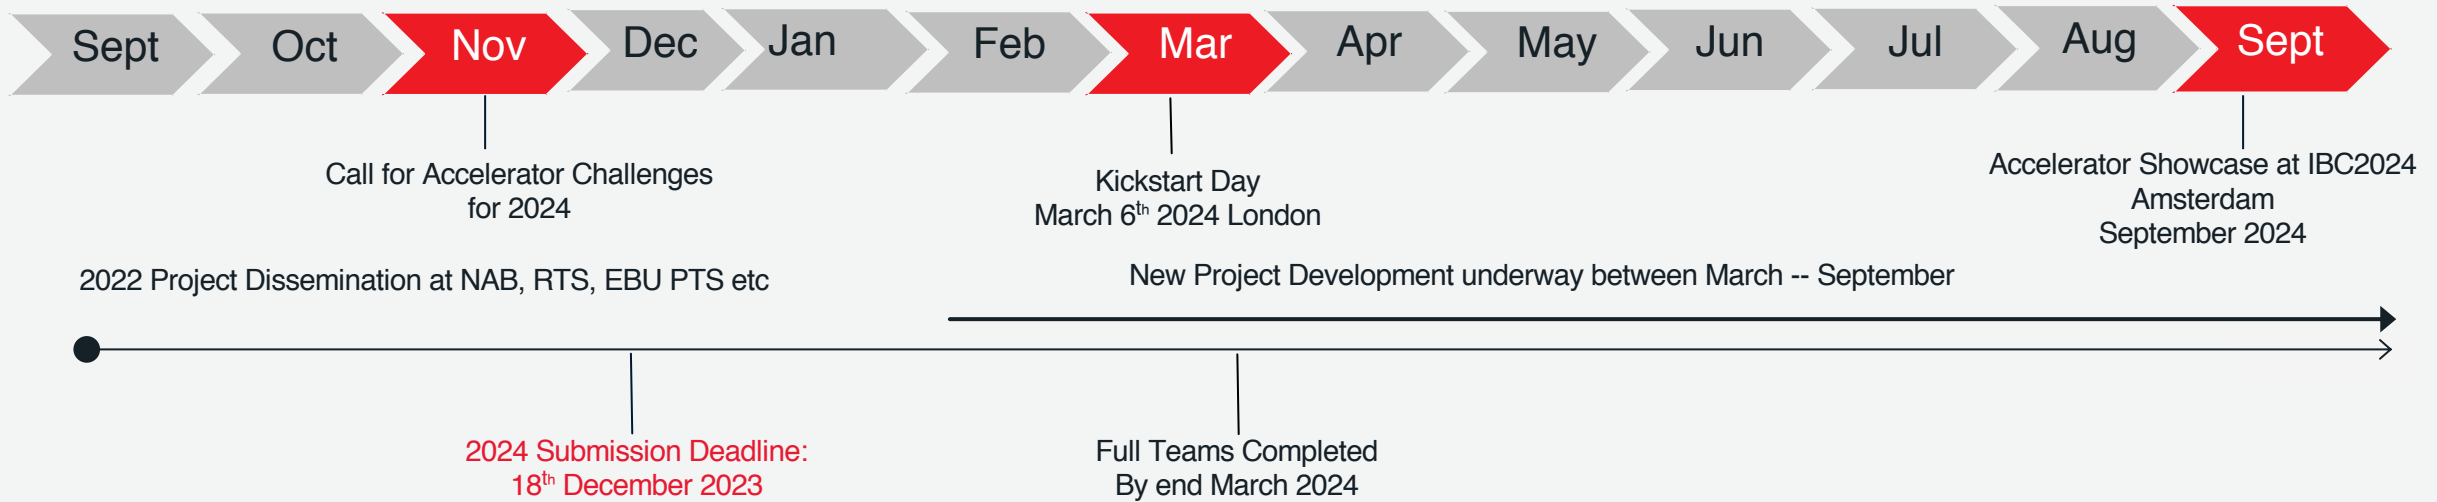 Sept Oct Nov Dec Jan Feb Mar Apr May Jun Jul Aug Sept
Call for Accelerator Challenges
for 2024
Kickstart Day
March 6th 2024 London
Accelerator Showcase at IBC2024
Amsterdam
September 2024
2022 Project Dissemination at NAB, RTS, EBU PTS etc
New Project Development underway between March -- September
2024 Submission Deadline:
18th December 2023
Full Teams Completed
By end March 2024